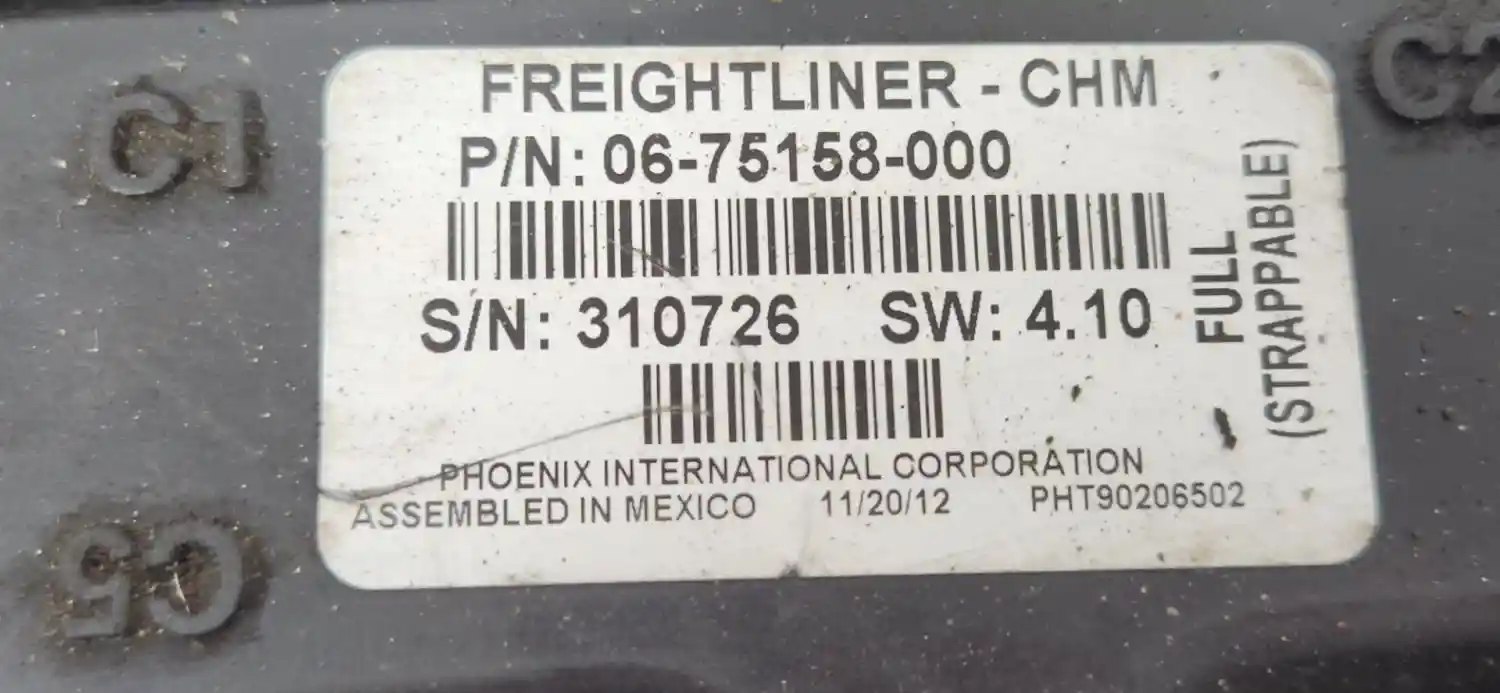 C1
C2
FREIGHTLINER - CHM
P/N: 06-75158-000
S/N: 310726 SW: 4.10
FULL
(STRAPPABLE)
PHOENIX INTERNATIONAL CORPORATION
ASSEMBLED IN MEXICO 11/20/12 PHT90206502
C5